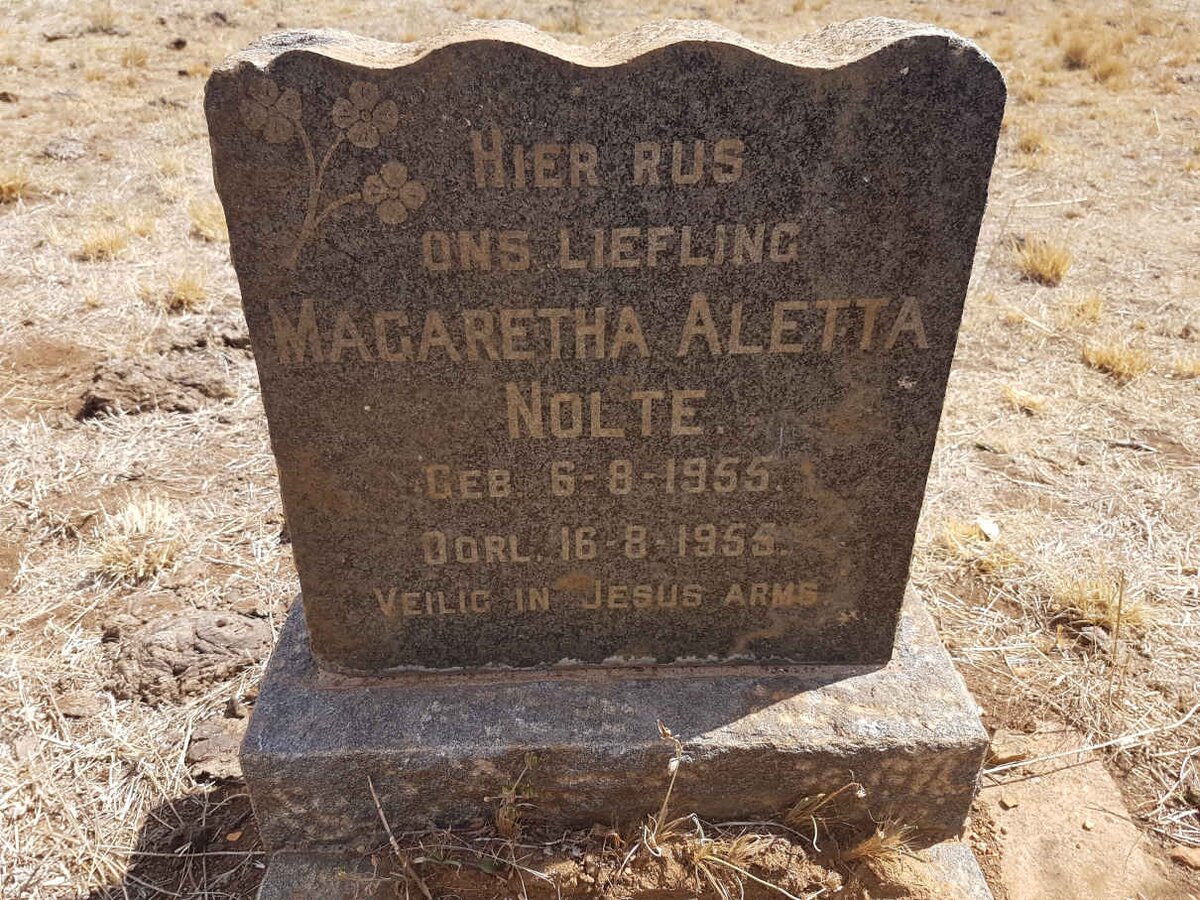 HIER RUS
ONS LIEFLING
MAGARETHA ALETTA
NOLTE.
GEB. 6-8-1955.
OORL. 16-8-1955.
VEILIG IN JESUS ARMS